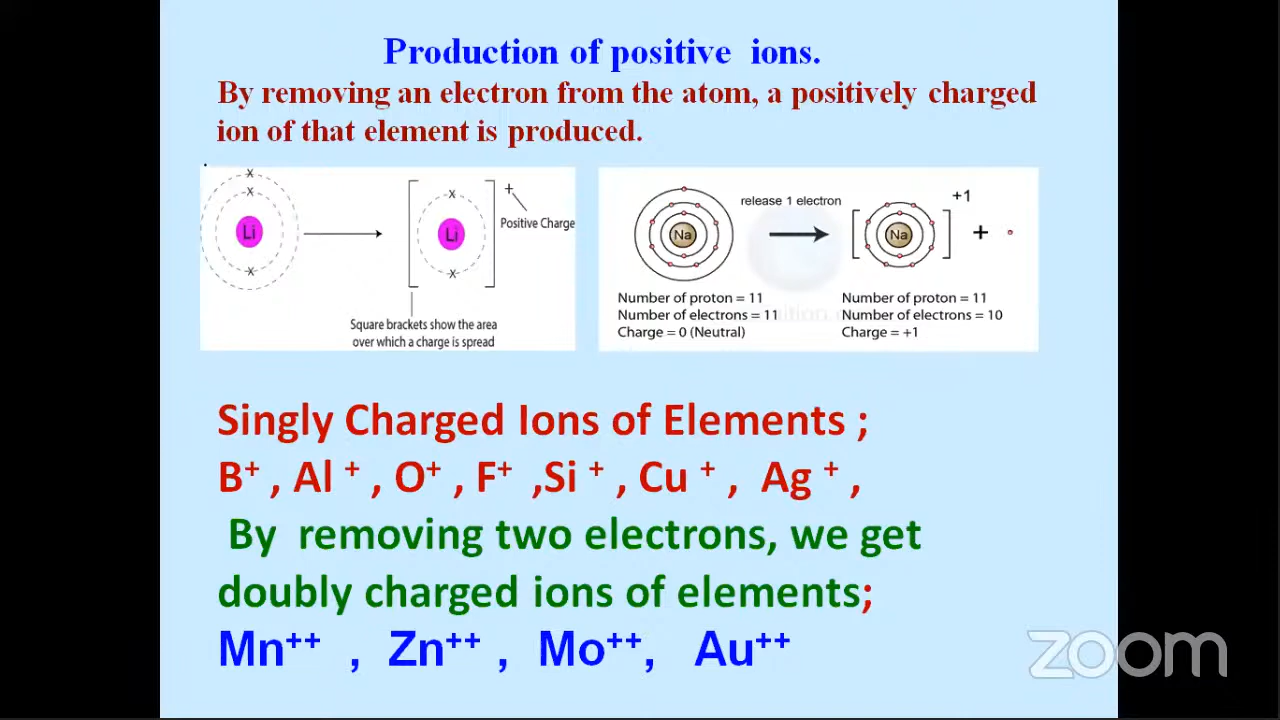 Production of positive ions.
By removing an electron from the atom, a positively charged
ion of that element is produced.
x
x
Li
x
x
Li
x
+
Positive Charge
Square brackets show the area
over which a charge is spread
release 1 electron
Na
Na
+1
+
Number of proton = 11
Number of electrons = 11
Charge = 0 (Neutral)
Number of proton = 11
Number of electrons = 10
Charge = +1
Singly Charged Ions of Elements ;
B⁺ , Al ⁺ , O⁺ , F⁺ ,Si ⁺ , Cu ⁺ , Ag ⁺ ,
By removing two electrons, we get
doubly charged ions of elements;
Mn⁺⁺ , Zn⁺⁺ , Mo⁺⁺, Au⁺⁺
zoom